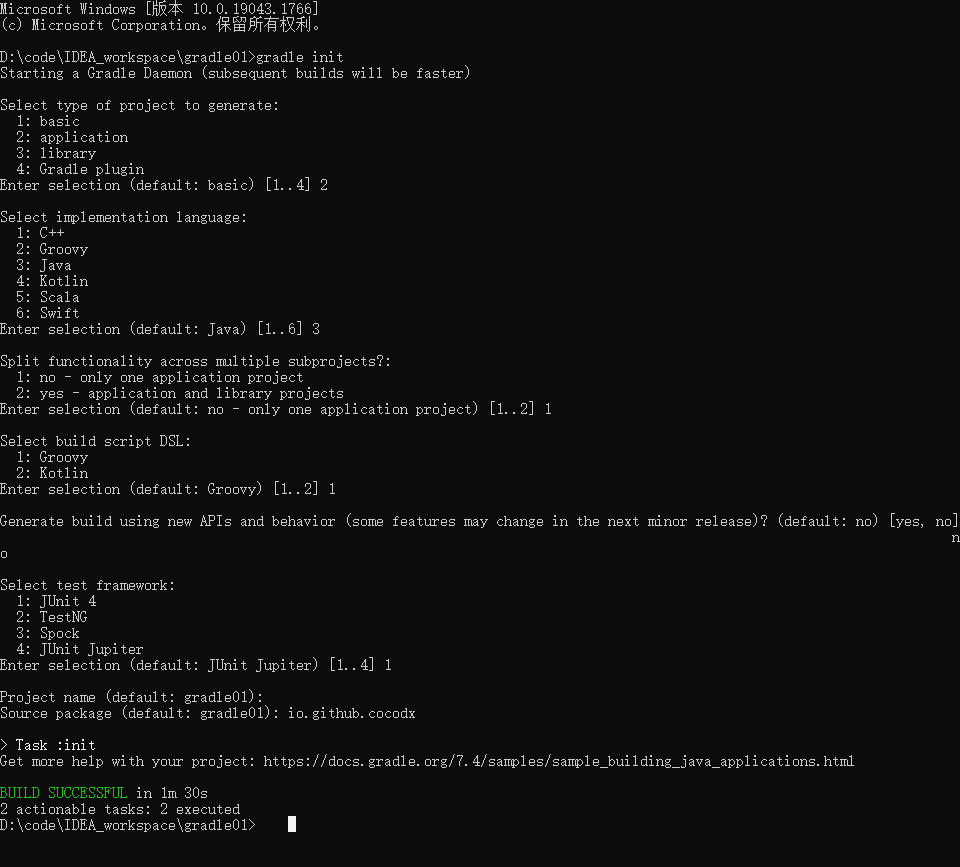 Microsoft Windows [版本 10.0.19043.1766]
(c) Microsoft Corporation。保留所有权利。
D:\code\IDEA_workspace\gradle01>gradle init
Starting a Gradle Daemon (subsequent builds will be faster)
Select type of project to generate:
1: basic
2: application
3: library
4: Gradle plugin
Enter selection (default: basic) [1..4] 2
Select implementation language:
1: C++
2: Groovy
3: Java
4: Kotlin
5: Scala
6: Swift
Enter selection (default: Java) [1..6] 3
Split functionality across multiple subprojects?:
1: no - only one application project
2: yes - application and library projects
Enter selection (default: no - only one application project) [1..2] 1
Select build script DSL:
1: Groovy
2: Kotlin
Enter selection (default: Groovy) [1..2] 1
Generate build using new APIs and behavior (some features may change in the next minor release)? (default: no) [yes, no]
n
o
Select test framework:
1: JUnit 4
2: TestNG
3: Spock
4: JUnit Jupiter
Enter selection (default: JUnit Jupiter) [1..4] 1
Project name (default: gradle01):
Source package (default: gradle01): io.github.cocodx
> Task :init
Get more help with your project: https://docs.gradle.org/7.4/samples/sample_building_java_applications.html
BUILD SUCCESSFUL in 1m 30s
2 actionable tasks: 2 executed
D:\code\IDEA_workspace\gradle01>